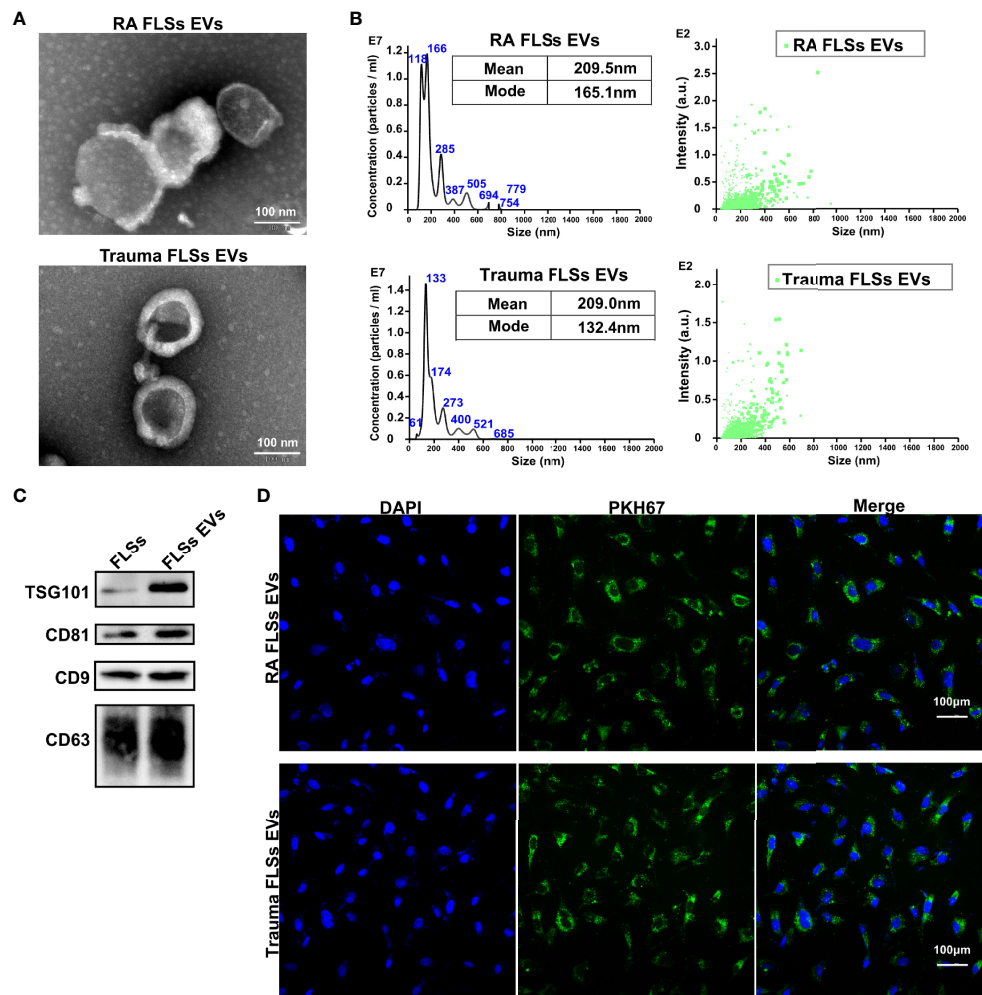 A
RA FLSs EVs
100 nm
Trauma FLSs EVs
100 nm
B
E7
Concentration (particles / ml)
1.2
1.0
0.8
0.6
0.4
0.2
0
RA FLSs EVs
Mean 209.5nm
Mode 165.1nm
118
166
285
387
505
694
754
779
0 200 400 600 800 1000 1200 1400 1600 1800 2000
Size (nm)
E2
Intensity (a.u.)
3.0
2.5
2.0
1.5
1.0
0.5
0
RA FLSs EVs
0 200 400 600 800 1000 1200 1400 1600 1800 2000
Size (nm)
E7
Concentration (particles / ml)
1.4
1.2
1.0
0.8
0.6
0.4
0.2
0
Trauma FLSs EVs
Mean 209.0nm
Mode 132.4nm
61
133
174
273
400
521
685
0 200 400 600 800 1000 1200 1400 1600 1800 2000
Size (nm)
E2
Intensity (a.u.)
2.0
1.5
1.0
0.5
0
Trauma FLSs EVs
0 200 400 600 800 1000 1200 1400 1600 1800 2000
Size (nm)
C
FLSs
FLSs EVs
TSG101
CD81
CD9
CD63
D
DAPI
PKH67
Merge
RA FLSs EVs
100µm
Trauma FLSs EVs
100µm